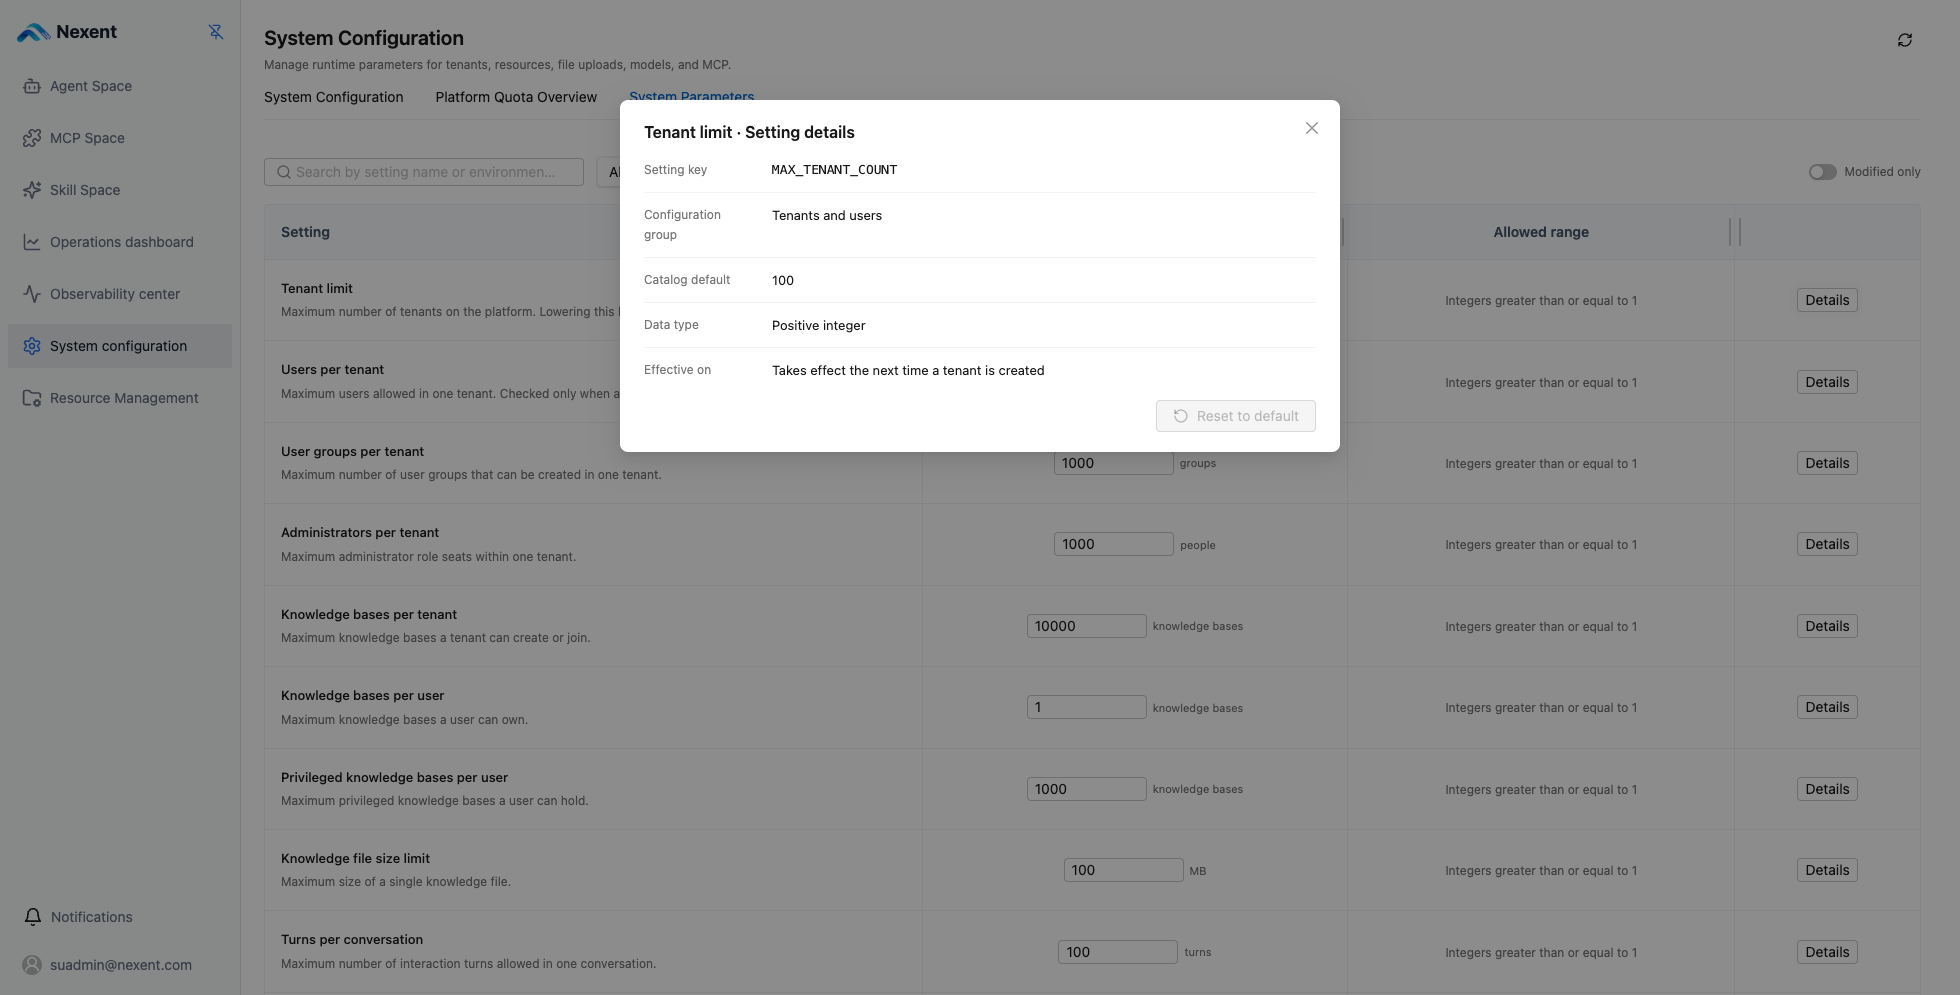 Nexent
Agent Space
MCP Space
Skill Space
Operations dashboard
Observability center
System configuration
Resource Management
Notifications
suadmin@nexent.com
System Configuration
Manage runtime parameters for tenants, resources, file uploads, models, and MCP.
System Configuration
Platform Quota Overview
System Parameters
Search by setting name or environmen...
Modified only
Setting
Allowed range
Tenant limit
Maximum number of tenants on the platform. Lowering this
Integers greater than or equal to 1
Details
Users per tenant
Maximum users allowed in one tenant. Checked only when a
Integers greater than or equal to 1
Details
User groups per tenant
Maximum number of user groups that can be created in one tenant.
1000 groups
Integers greater than or equal to 1
Details
Administrators per tenant
Maximum administrator role seats within one tenant.
1000 people
Integers greater than or equal to 1
Details
Knowledge bases per tenant
Maximum knowledge bases a tenant can create or join.
10000 knowledge bases
Integers greater than or equal to 1
Details
Knowledge bases per user
Maximum knowledge bases a user can own.
1 knowledge bases
Integers greater than or equal to 1
Details
Privileged knowledge bases per user
Maximum privileged knowledge bases a user can hold.
1000 knowledge bases
Integers greater than or equal to 1
Details
Knowledge file size limit
Maximum size of a single knowledge file.
100 MB
Integers greater than or equal to 1
Details
Turns per conversation
Maximum number of interaction turns allowed in one conversation.
100 turns
Integers greater than or equal to 1
Details
Tenant limit · Setting details
Setting key
MAX_TENANT_COUNT
Configuration
group
Tenants and users
Catalog default
100
Data type
Positive integer
Effective on
Takes effect the next time a tenant is created
Reset to default